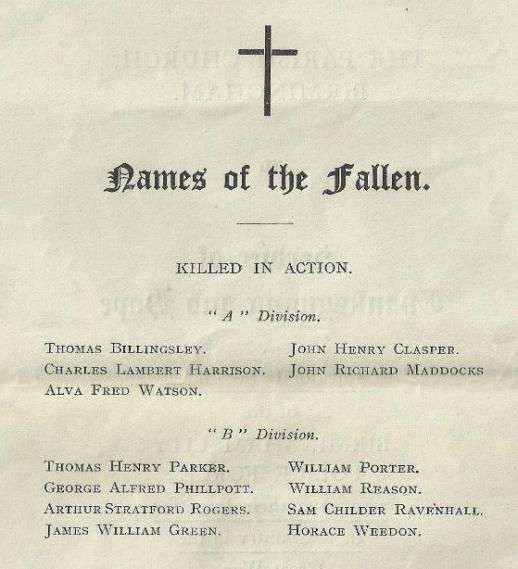 Names of the Fallen.
KILLED IN ACTION.
"A" Division.
THOMAS BILLINGSLEY. JOHN HENRY CLASPER.
CHARLES LAMBERT HARRISON. JOHN RICHARD MADDOCKS
ALVA FRED WATSON.
"B" Division.
THOMAS HENRY PARKER. WILLIAM PORTER.
GEORGE ALFRED PHILLPOTT. WILLIAM REASON.
ARTHUR STRATFORD ROGERS. SAM CHILDER RAVENHALL.
JAMES WILLIAM GREEN. HORACE WEEDON.